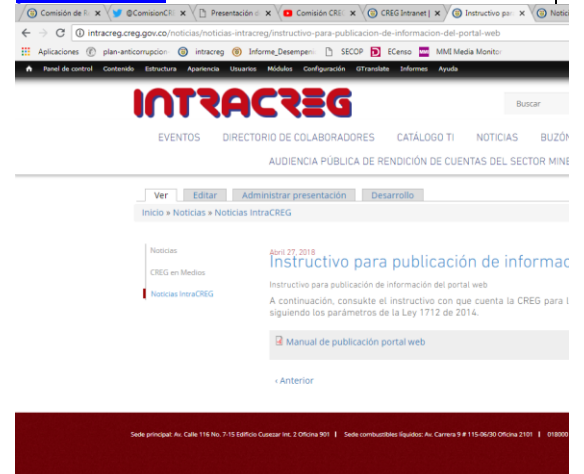 Comisión de R
@ComisionCR
Presentación
Comisión CREG
CREG Intranet |
Instructivo par
Notici
intracreg.creg.gov.co/noticias/noticias-intracreg/instructivo-para-publicacion-de-informacion-del-portal-web
Aplicaciones plan-anticorrupcion intracreg Informe_Desempeñ SECOP ECenso MMI Media Monitor
Panel de control Contenido Estructura Apariencia Usuarios Módulos Configuración GTranslate Informes Ayuda
INTRACREG
Buscar
EVENTOS DIRECTORIO DE COLABORADORES CATÁLOGO TI NOTICIAS BUZÓN
AUDIENCIA PÚBLICA DE RENDICIÓN DE CUENTAS DEL SECTOR MINE
Ver Editar Administrar presentación Desarrollo
Inicio » Noticias » Noticias IntraCREG
Noticias
CREG en Medios
Noticias IntraCREG
Abril 27, 2018
Instructivo para publicación de informac
Instructivo para publicación de información del portal web
A continuación, consukte el instructivo con que cuenta la CREG para l
siguiendo los parámetros de la Ley 1712 de 2014.
Manual de publicación portal web
‹ Anterior
Sede principal: Av. Calle 116 No. 7-15 Edificio Cusezar Int. 2 Oficina 901 | Sede combustibles líquidos: Av. Carrera 9 # 115-06/30 Oficina 2101 | 018000